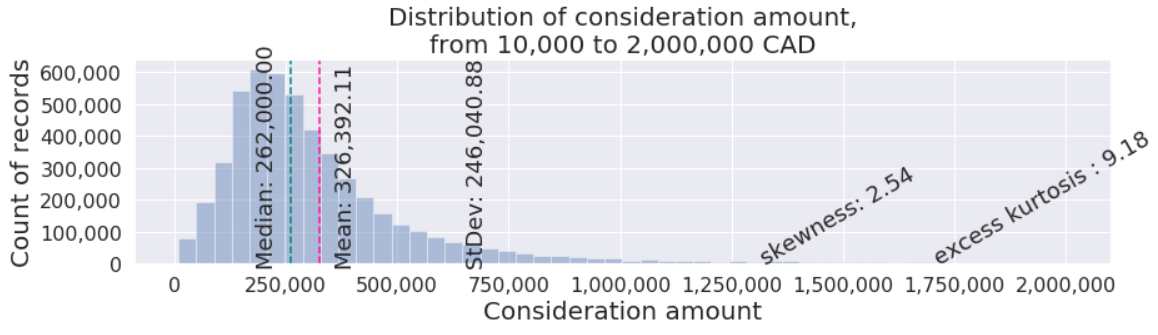 Distribution of consideration amount,
from 10,000 to 2,000,000 CAD
Count of records
600,000
500,000
400,000
300,000
200,000
100,000
0
Median: 262,000.00
Mean: 326,392.11
StDev: 246,040.88
skewness: 2.54
excess kurtosis : 9.18
0
250,000
500,000
750,000
1,000,000
1,250,000
1,500,000
1,750,000
2,000,000
Consideration amount